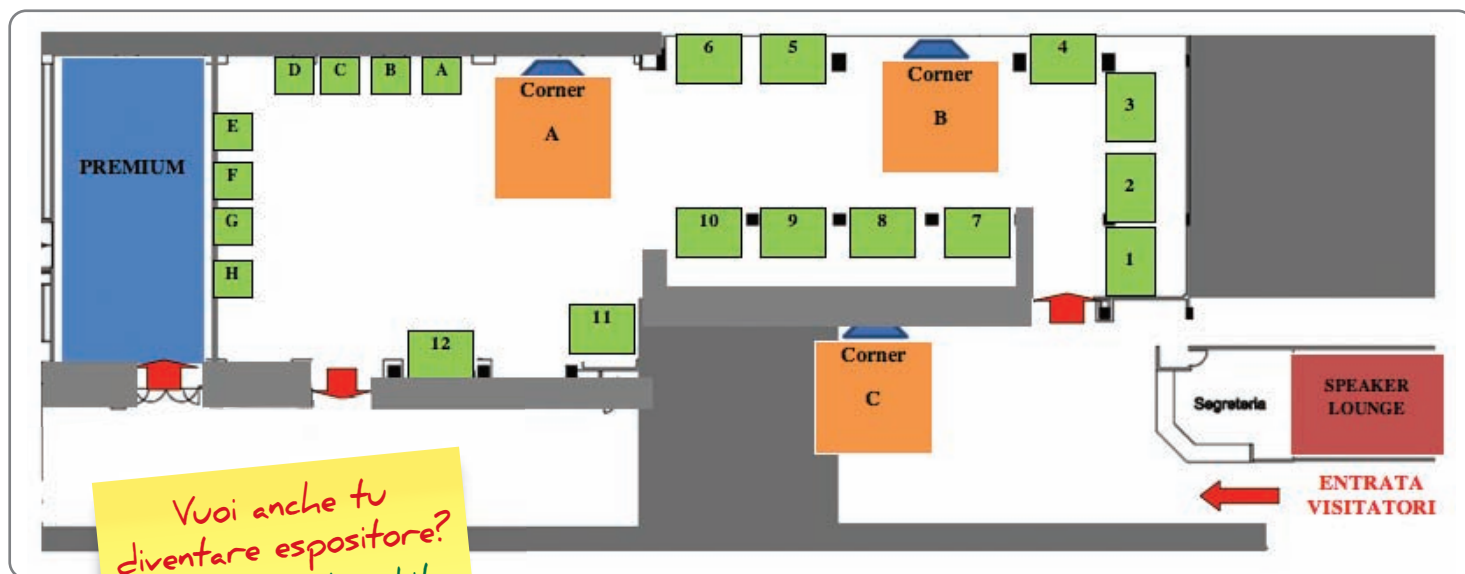 D
C
B
A
Corner
A
6
5
Corner
B
4
3
2
1
E
F
G
H
PREMIUM
10
9
8
7
11
12
Corner
C
Segreteria
SPEAKER
LOUNGE
ENTRATA
VISITATORI
Vuoi anche tu
diventare espositore?